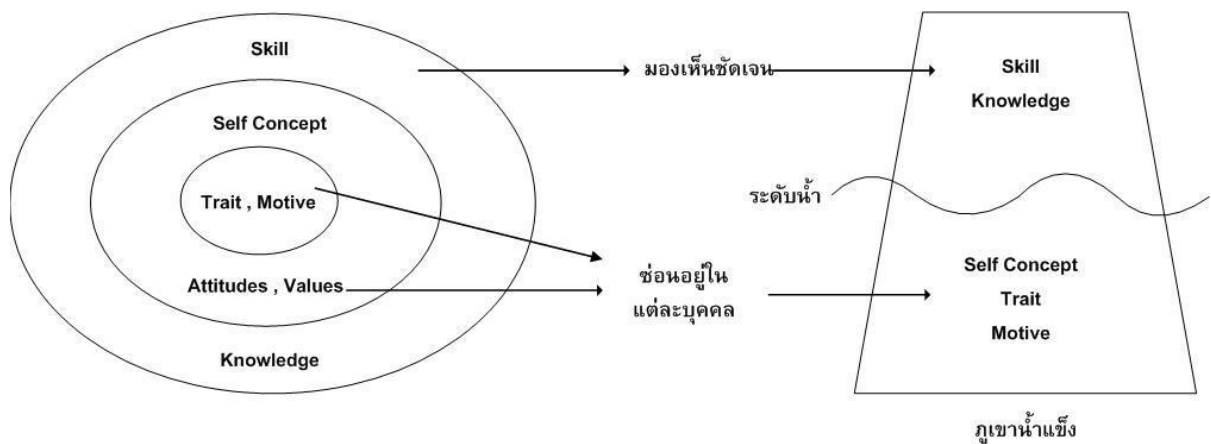 Skill
Self Concept
Trait , Motive
Attitudes , Values
Knowledge
มองเห็นชัดเจน
ระดับน้ำ
ซ่อนอยู่ใน
แต่ละบุคคล
Skill
Knowledge
Self Concept
Trait
Motive
ภูเขาน้ำแข็ง